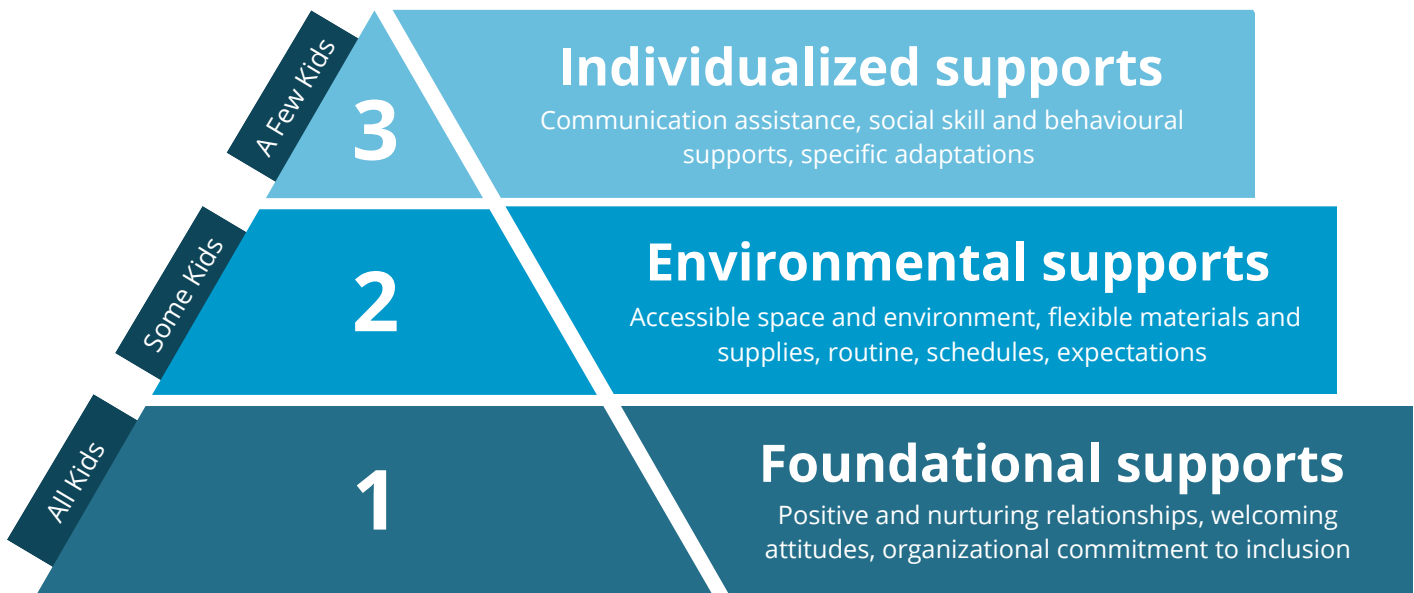 A Few Kids
3
Individualized supports
Communication assistance, social skill and behavioural
supports, specific adaptations
Some Kids
2
Environmental supports
Accessible space and environment, flexible materials and
supplies, routine, schedules, expectations
All Kids
1
Foundational supports
Positive and nurturing relationships, welcoming
attitudes, organizational commitment to inclusion